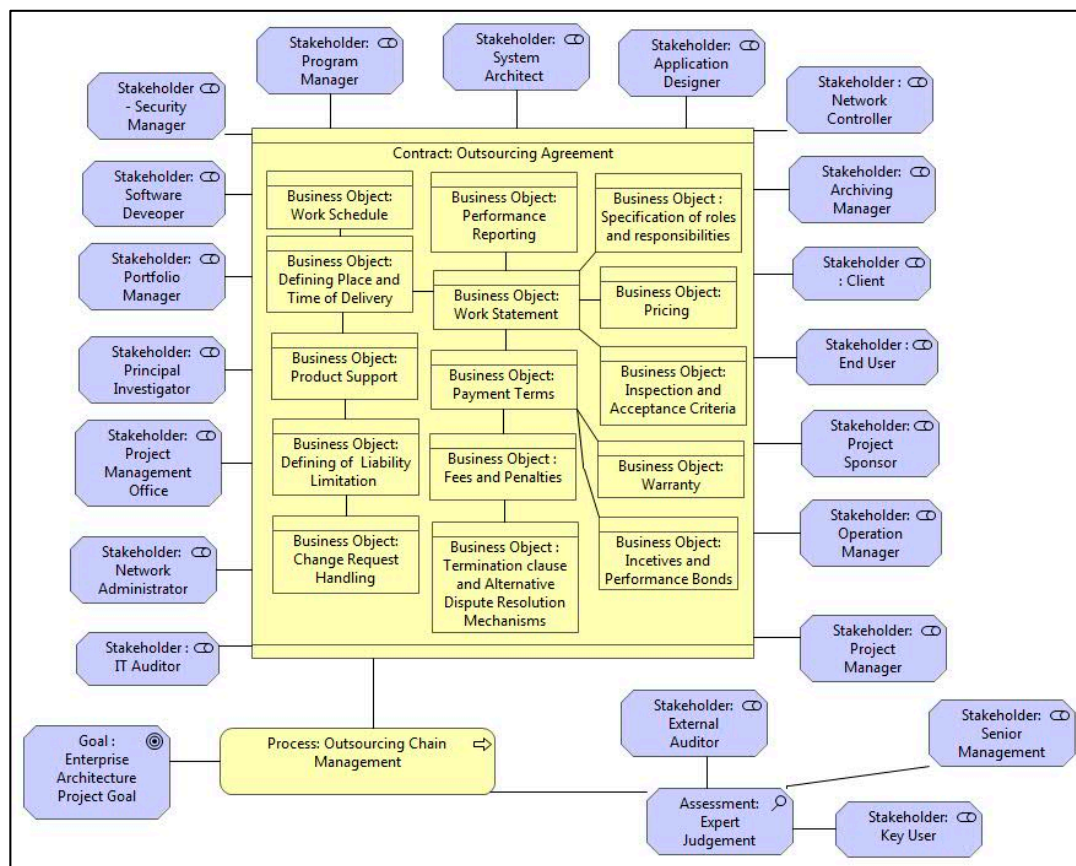 Stakeholder:
Program
Manager
Stakeholder:
System
Architect
Stakeholder:
Application
Designer
Stakeholder
- Security
Manager
Stakeholder :
Network
Controller
Contract: Outsourcing Agreement
Stakeholder:
Software
Deveoper
Business Object:
Work Schedule
Business Object:
Performance
Reporting
Business Object :
Specification of roles
and responsibilities
Stakeholder:
Archiving
Manager
Stakeholder:
Portfolio
Manager
Business Object:
Defining Place and
Time of Delivery
Business Object:
Work Statement
Business Object:
Pricing
Stakeholder
: Client
Stakeholder:
Principal
Investigator
Business Object:
Product Support
Business Object:
Payment Terms
Business Object:
Inspection and
Acceptance Criteria
Stakeholder :
End User
Stakeholder:
Project
Management
Office
Business Object:
Defining of Liability
Limitation
Business Object :
Fees and Penalties
Business Object:
Warranty
Stakeholder:
Project
Sponsor
Stakeholder:
Network
Administrator
Business Object:
Change Request
Handling
Business Object :
Termination clause
and Alternative
Dispute Resolution
Mechanisms
Business Object:
Incetives and
Performance Bonds
Stakeholder:
Operation
Manager
Stakeholder :
IT Auditor
Stakeholder:
Project
Manager
Goal :
Enterprise
Architecture
Project Goal
Process: Outsourcing Chain
Management
Stakeholder:
External
Auditor
Stakeholder:
Senior
Management
Assessment:
Expert
Judgement
Stakeholder:
Key User